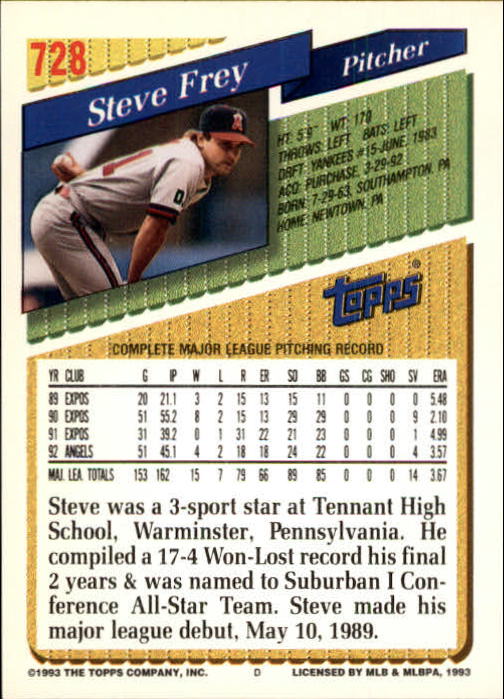 728
Steve Frey
Pitcher
HT: 5'9" WT: 170
THROWS: LEFT BATS: LEFT
DRFT: YANKEES #15-JUNE, 1983
ACQ: PURCHASE, 3-29-92
BORN: 7-29-63, SOUTHAMPTON, PA
HOME: NEWTOWN, PA
TOPPS®
COMPLETE MAJOR LEAGUE PITCHING RECORD
YR CLUB G IP W L R ER SO BB GS CG SHO SV ERA
89 EXPOS 20 21.1 3 2 15 13 15 11 0 0 0 0 5.48
90 EXPOS 51 55.2 8 2 15 13 29 29 0 0 0 9 2.10
91 EXPOS 31 39.2 0 1 31 22 21 23 0 0 0 1 4.99
92 ANGELS 51 45.1 4 2 18 18 24 22 0 0 0 4 3.57
MAJ. LEA. TOTALS 153 162 15 7 79 66 89 85 0 0 0 14 3.67
Steve was a 3-sport star at Tennant High
School, Warminster, Pennsylvania. He
compiled a 17-4 Won-Lost record his final
2 years & was named to Suburban I Con-
ference All-Star Team. Steve made his
major league debut, May 10, 1989.
©1993 THE TOPPS COMPANY, INC. D LICENSED BY MLB & MLBPA, 1993